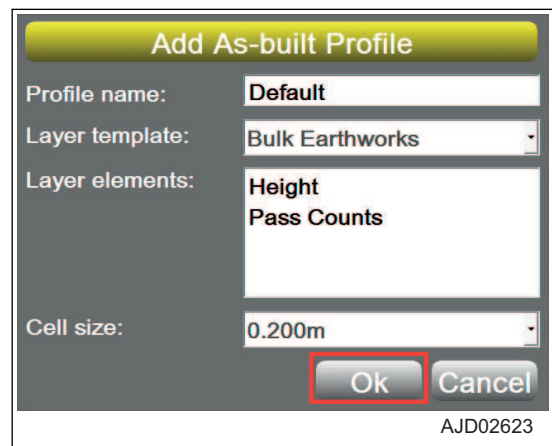 Add As-built Profile
Profile name: Default
Layer template: Bulk Earthworks
Layer elements: Height
Pass Counts
Cell size: 0.200m
Ok Cancel
AJD02623